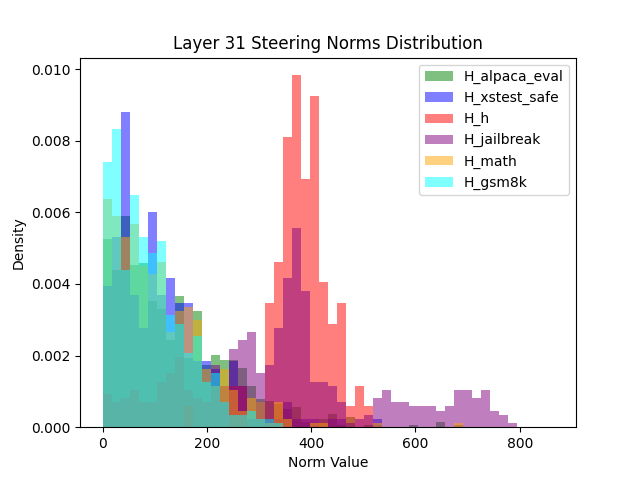 Layer 31 Steering Norms Distribution
0.010
0.008
0.006
0.004
0.002
0.000
Density
0
200
400
600
800
Norm Value
H_alpaca_eval
H_xstest_safe
H_h
H_jailbreak
H_math
H_gsm8k